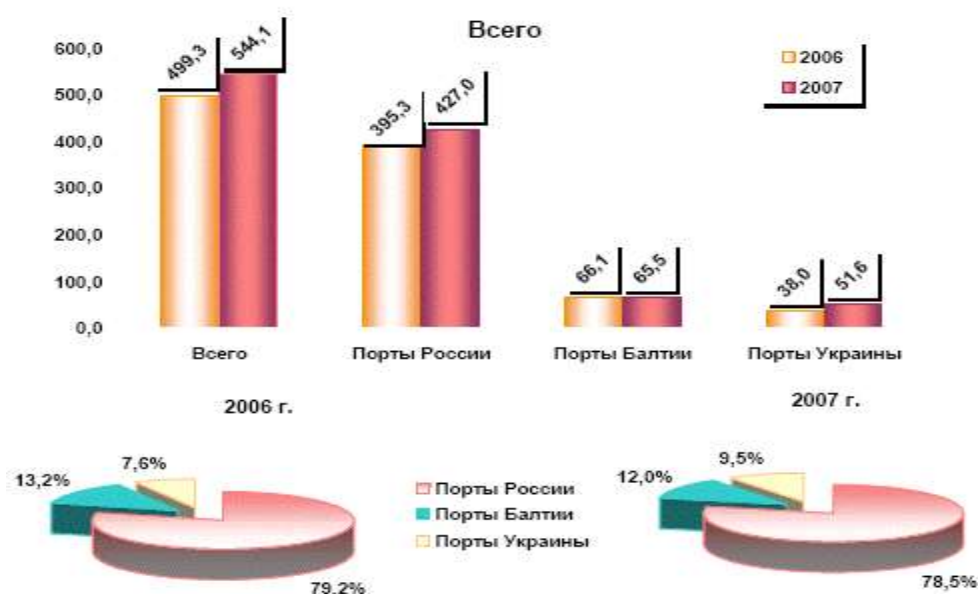 Всего
600,0
500,0
400,0
300,0
200,0
100,0
0,0
499,3 544,1
395,3 427,0
66,1 65,5
38,0 51,6
2006
2007
Всего Порты России Порты Балтии Порты Украины
2006 г. 2007 г.
13,2% 7,6%
79,2%
Порты России
Порты Балтии
Порты Украины
12,0% 9,5%
78,5%